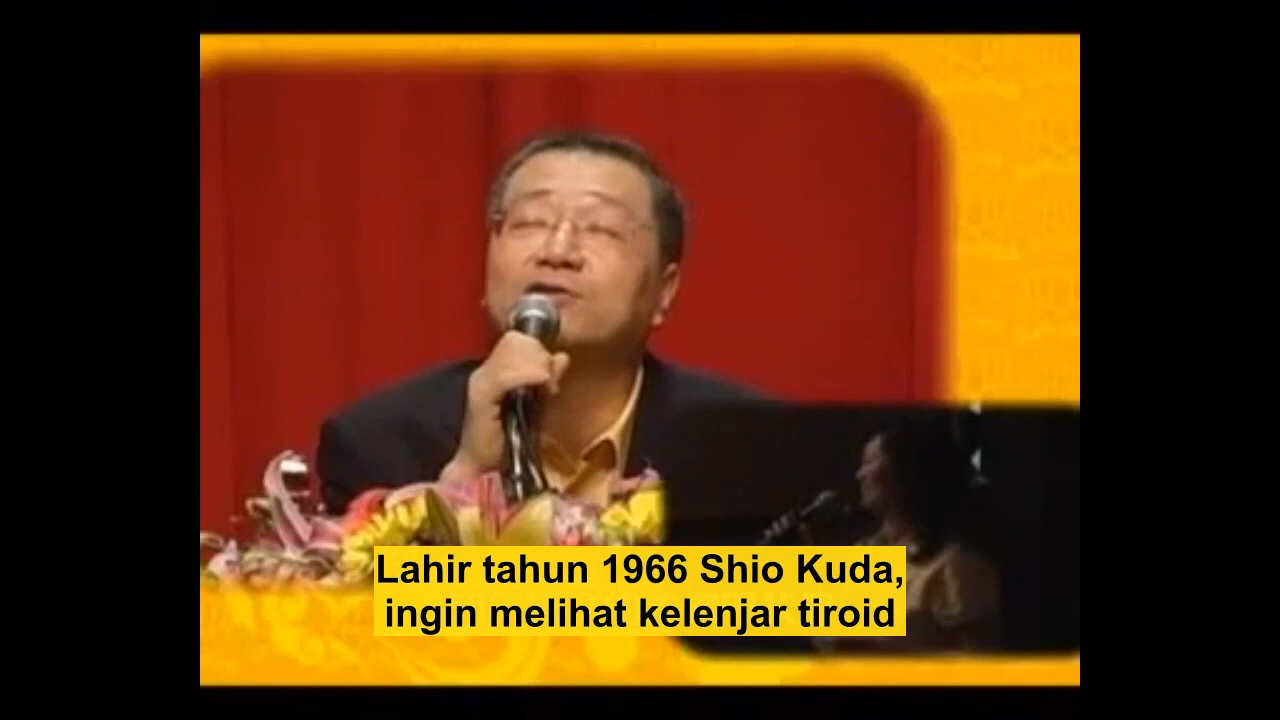 Lahir tahun 1966 Shio Kuda,
ingin melihat kelenjar tiroid